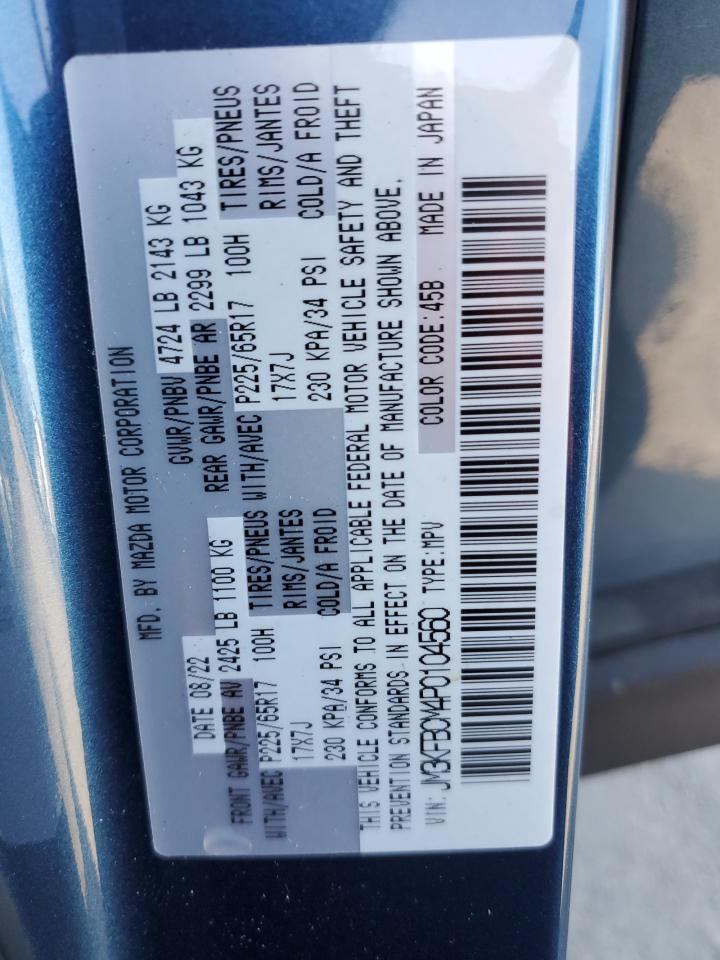 MFD. BY MAZDA MOTOR CORPORATION
DATE 08/22 GVWR/PNBV 4724 LB 2143 KG
FRONT GAWR/PNBE AV 2425 LB 1100 KG REAR GAWR/PNBE AR 2299 LB 1043 KG
WITH/AVEC P225/65R17 100H TIRES/PNEUS WITH/AVEC P225/65R17 100H TIRES/PNEUS
17X7J RIMS/JANTES 17X7J RIMS/JANTES
230 KPA/34 PSI COLD/A FROID 230 KPA/34 PSI COLD/A FROID
THIS VEHICLE CONFORMS TO ALL APPLICABLE FEDERAL MOTOR VEHICLE SAFETY AND THEFT
PREVENTION STANDARDS IN EFFECT ON THE DATE OF MANUFACTURE SHOWN ABOVE.
VIN: JM3KFBCM4P0104560 TYPE:MPV COLOR CODE:45B MADE IN JAPAN